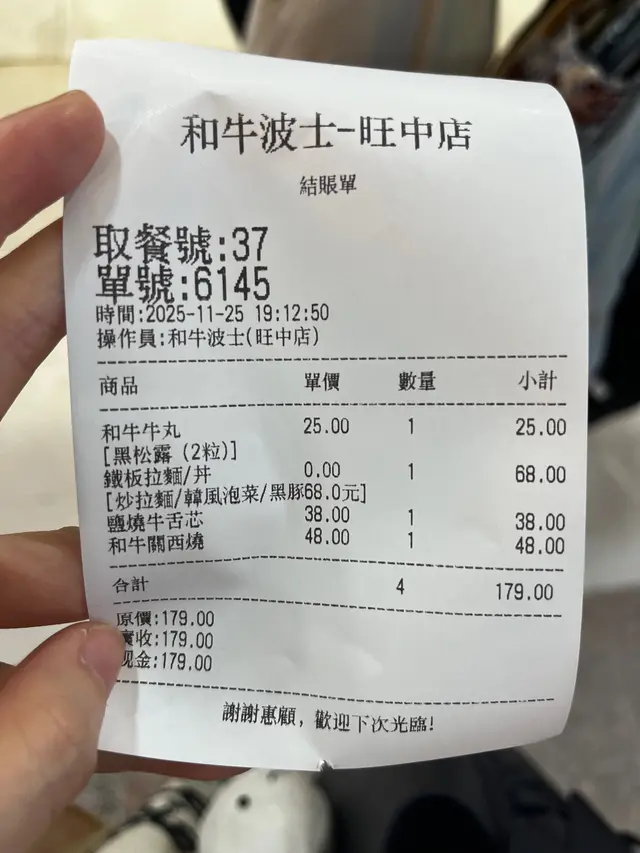 和牛波士-旺中店
結賬單
取餐號:37
單號:6145
時間:2025-11-25 19:12:50
操作員:和牛波士(旺中店)
商品 單價 數量 小計
和牛牛丸 25.00 1 25.00
[黑松露 (2粒)]
鐵板拉麵/丼 0.00 1 68.00
[炒拉麵/韓風泡菜/黑豚68.0元]
鹽燒牛舌芯 38.00 1 38.00
和牛關西燒 48.00 1 48.00
合計 4 179.00
原價:179.00
實收:179.00
现金:179.00
謝謝惠顧, 歡迎下次光臨!